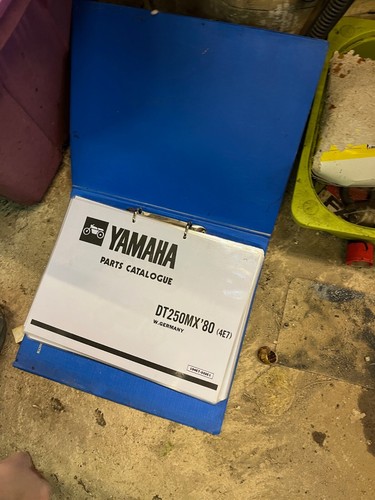 YAMAHA
PARTS CATALOGUE
DT250MX'80 (4E7)
W.GERMANY